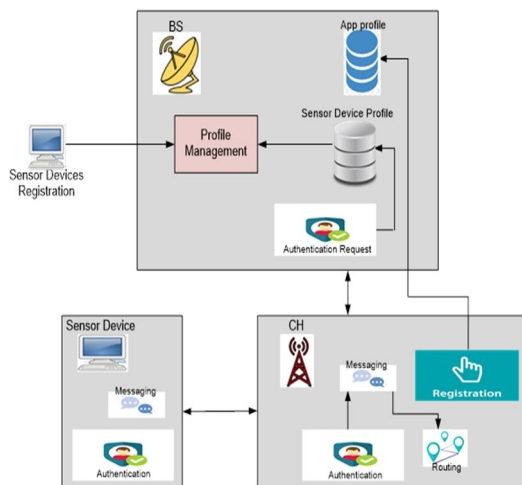 BS
App profile
Sensor Device Profile
Profile
Management
Sensor Devices
Registration
Authentication Request
Sensor Device
Messaging
Authentication
CH
Messaging
Authentication
Routing
Registration